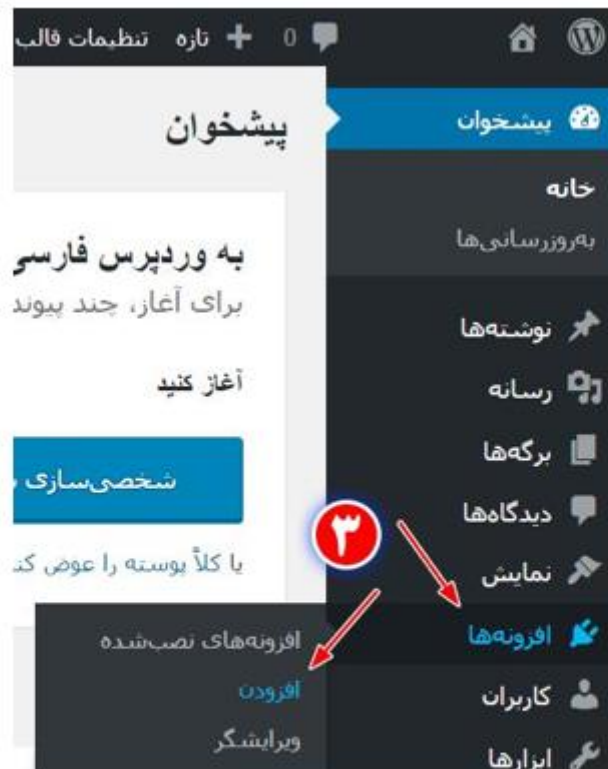 0 تازه تنظیمات قالب
پیشخوان
خانه
به‌روزرسانی‌ها
نوشته‌ها
رسانه
برگه‌ها
دیدگاه‌ها
نمایش
افزونه‌ها
کاربران
ابزارها
پیشخوان
به وردپرس فارسی
برای آغاز، چند پیوند
آغاز کنید
شخصی‌سازی
یا کلاً پوسته را عوض
۳
افزونه‌های نصب‌شده
افزودن
ویرایشگر